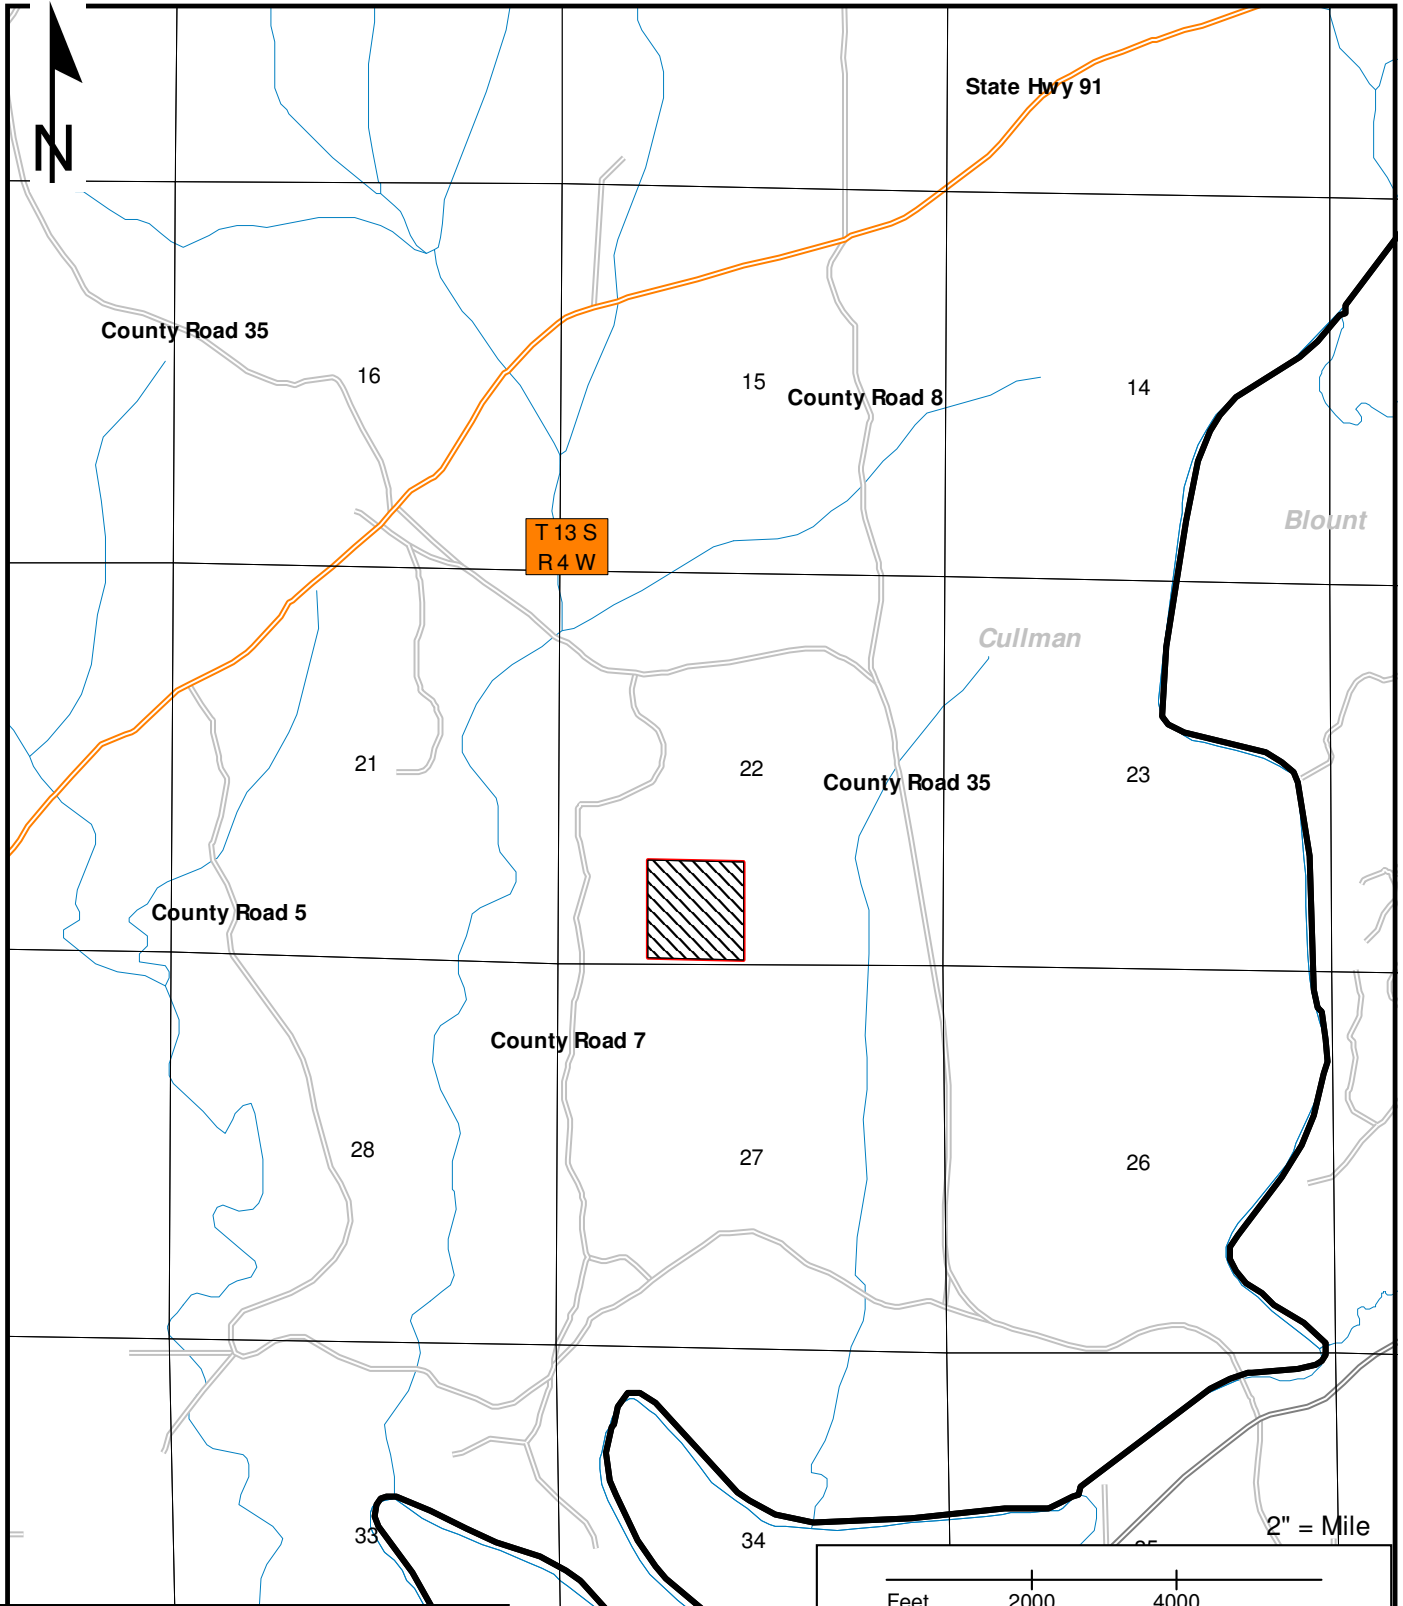 State Hwy 91
N
County Road 35
16
15
County Road 8
14
Blount
T 13 S
R 4 W
Cullman
21
22
County Road 35
23
County Road 5
County Road 7
28
27
26
2" = Mile
33
34
Feet
2000
4000